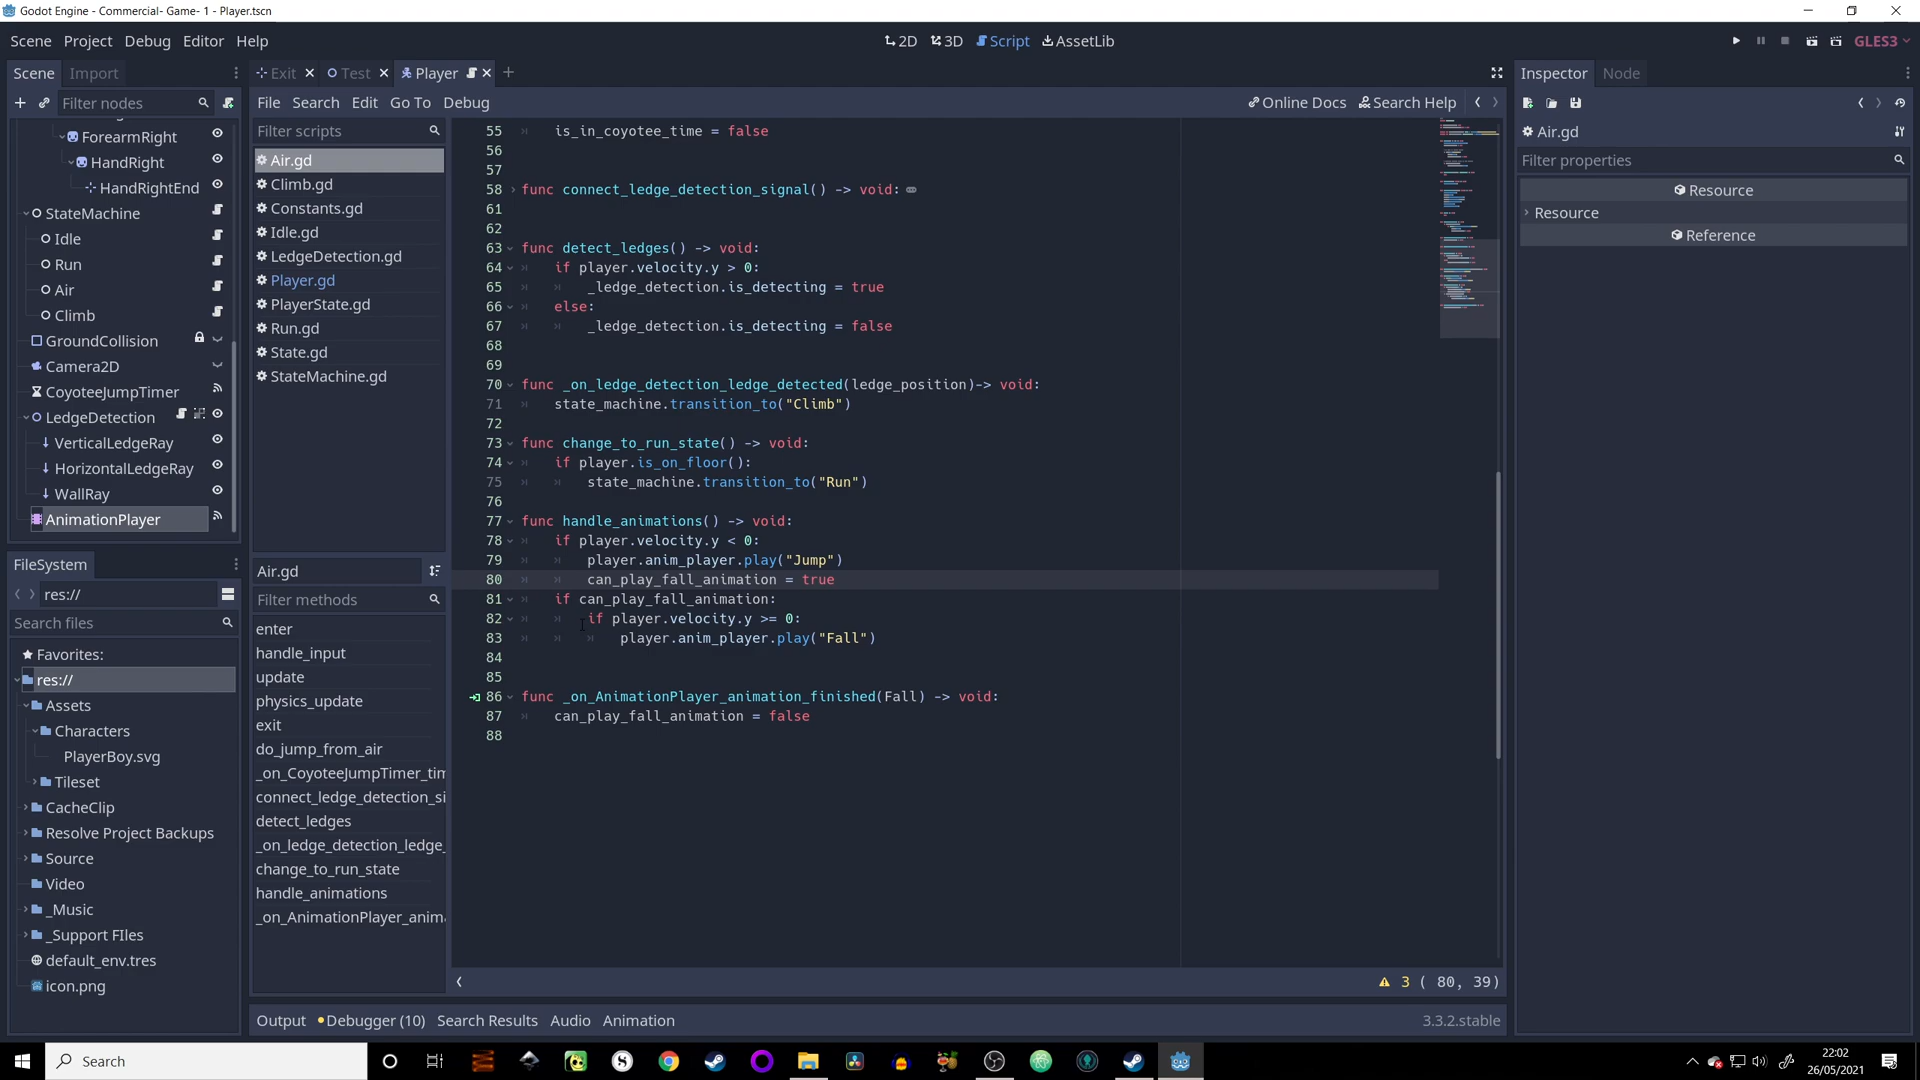 Godot Engine - Commercial- Game- 1 - Player.tscn
Scene Project Debug Editor Help
2D 3D Script AssetLib
GLES3
Scene Import
Exit Test Player
Inspector Node
Filter nodes
File Search Edit Go To Debug
Online Docs Search Help
ForearmRight
HandRight
HandRightEnd
StateMachine
Idle
Run
Air
Climb
GroundCollision
Camera2D
CoyoteeJumpTimer
LedgeDetection
VerticalLedgeRay
HorizontalLedgeRay
WallRay
AnimationPlayer
FileSystem
res://
Search files
Favorites:
res://
Assets
Characters
PlayerBoy.svg
Tileset
CacheClip
Resolve Project Backups
Source
Video
_Music
_Support FIles
default_env.tres
icon.png
Filter scripts
Air.gd
Climb.gd
Constants.gd
Idle.gd
LedgeDetection.gd
Player.gd
PlayerState.gd
Run.gd
State.gd
StateMachine.gd
Air.gd
Filter methods
enter
handle_input
update
physics_update
exit
do_jump_from_air
_on_CoyoteeJumpTimer_tim
connect_ledge_detection_si
detect_ledges
_on_ledge_detection_ledge_
change_to_run_state
handle_animations
_on_AnimationPlayer_anima
55 is_in_coyotee_time = false
56
57
58 func connect_ledge_detection_signal() -> void:
61
62
63 func detect_ledges() -> void:
64 if player.velocity.y > 0:
65 _ledge_detection.is_detecting = true
66 else:
67 _ledge_detection.is_detecting = false
68
69
70 func _on_ledge_detection_ledge_detected(ledge_position)-> void:
71 state_machine.transition_to("Climb")
72
73 func change_to_run_state() -> void:
74 if player.is_on_floor():
75 state_machine.transition_to("Run")
76
77 func handle_animations() -> void:
78 if player.velocity.y < 0:
79 player.anim_player.play("Jump")
80 can_play_fall_animation = true
81 if can_play_fall_animation:
82 if player.velocity.y >= 0:
83 player.anim_player.play("Fall")
84
85
86 func _on_AnimationPlayer_animation_finished(Fall) -> void:
87 can_play_fall_animation = false
88
3 ( 80, 39)
Output Debugger (10) Search Results Audio Animation
3.3.2.stable
Air.gd
Filter properties
Resource
Resource
Reference
Search
22:02
26/05/2021